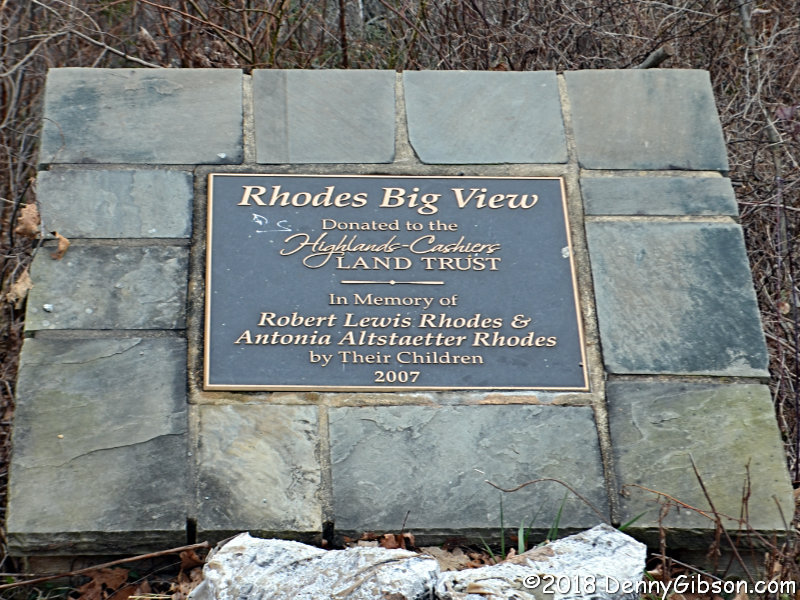 Rhodes Big View
D S
Donated to the
Highlands-Cashiers
LAND TRUST
In Memory of
Robert Lewis Rhodes &
Antonia Altstaetter Rhodes
by Their Children
2007
©2018 DennyGibson.com